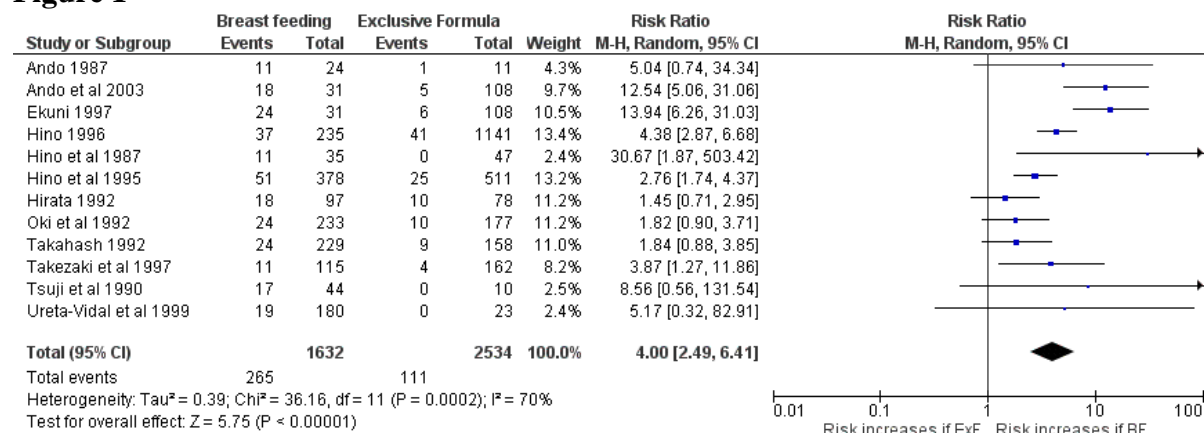 Breast feeding Exclusive Formula Risk Ratio Risk Ratio
Study or Subgroup Events Total Events Total Weight M-H, Random, 95% CI M-H, Random, 95% CI
Ando 1987 11 24 1 11 4.3% 5.04 [0.74, 34.34]
Ando et al 2003 18 31 5 108 9.7% 12.54 [5.06, 31.06]
Ekuni 1997 24 31 6 108 10.5% 13.94 [6.26, 31.03]
Hino 1996 37 235 41 1141 13.4% 4.38 [2.87, 6.68]
Hino et al 1987 11 35 0 47 2.4% 30.67 [1.87, 503.42]
Hino et al 1995 51 378 25 511 13.2% 2.76 [1.74, 4.37]
Hirata 1992 18 97 10 78 11.2% 1.45 [0.71, 2.95]
Oki et al 1992 24 233 10 177 11.2% 1.82 [0.90, 3.71]
Takahash 1992 24 229 9 158 11.0% 1.84 [0.88, 3.85]
Takezaki et al 1997 11 115 4 162 8.2% 3.87 [1.27, 11.86]
Tsuji et al 1990 17 44 0 10 2.5% 8.56 [0.56, 131.54]
Ureta-Vidal et al 1999 19 180 0 23 2.4% 5.17 [0.32, 82.91]
Total (95% CI) 1632 2534 100.0% 4.00 [2.49, 6.41]
Total events 265 111
Heterogeneity: Tau² = 0.39; Chi² = 36.16, df = 11 (P = 0.0002); I² = 70%
Test for overall effect: Z = 5.75 (P < 0.00001)
0.01 0.1 1 10 100
Risk increases if ExF Risk increases if BF